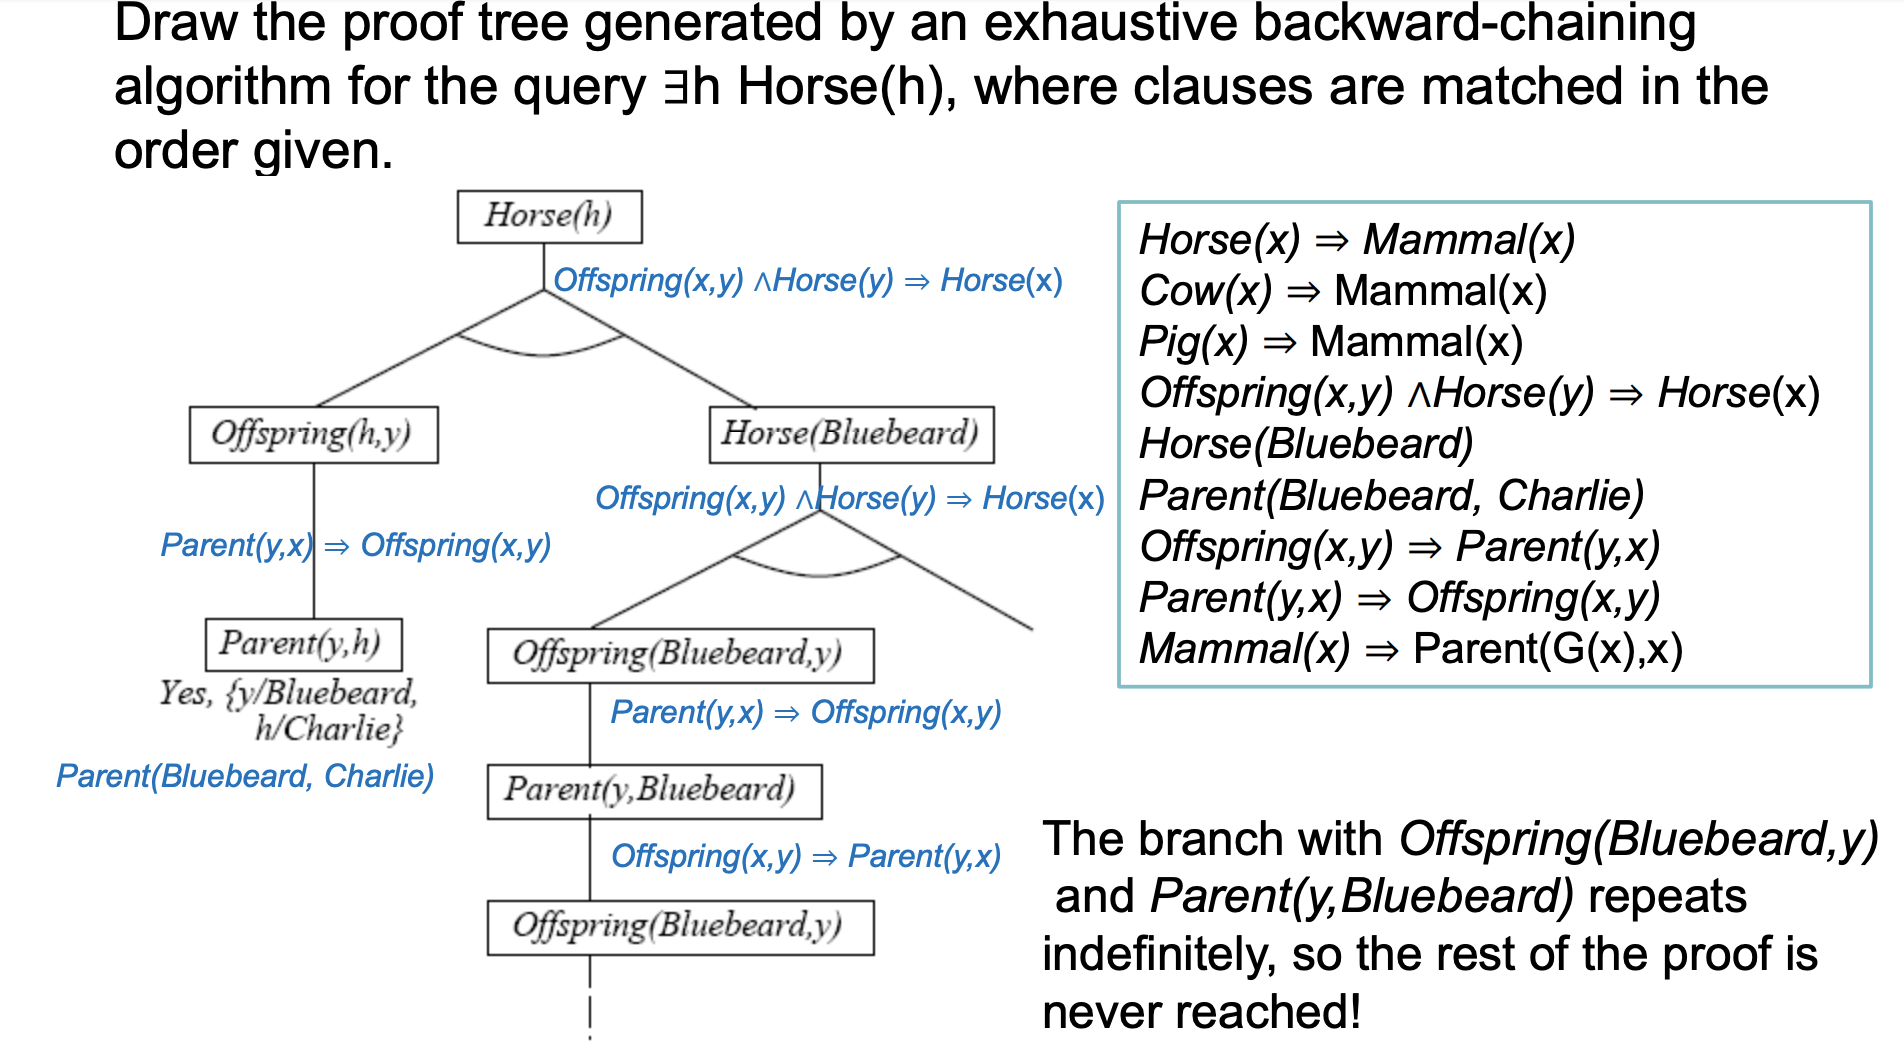 Draw the proof tree generated by an exhaustive backward-chaining
algorithm for the query ∃h Horse(h), where clauses are matched in the
order given.
Horse(h)
Offspring(x,y) ∧Horse(y) ⇒ Horse(x)
Offspring(h,y)
Horse(Bluebeard)
Parent(y,x) ⇒ Offspring(x,y)
Offspring(x,y) ∧Horse(y) ⇒ Horse(x)
Parent(y,h)
Yes, {y/Bluebeard,
h/Charlie}
Parent(Bluebeard, Charlie)
Offspring(Bluebeard,y)
Parent(y,x) ⇒ Offspring(x,y)
Parent(y,Bluebeard)
Offspring(x,y) ⇒ Parent(y,x)
Offspring(Bluebeard,y)
Horse(x) ⇒ Mammal(x)
Cow(x) ⇒ Mammal(x)
Pig(x) ⇒ Mammal(x)
Offspring(x,y) ∧Horse(y) ⇒ Horse(x)
Horse(Bluebeard)
Parent(Bluebeard, Charlie)
Offspring(x,y) ⇒ Parent(y,x)
Parent(y,x) ⇒ Offspring(x,y)
Mammal(x) ⇒ Parent(G(x),x)
The branch with Offspring(Bluebeard,y)
and Parent(y,Bluebeard) repeats
indefinitely, so the rest of the proof is
never reached!